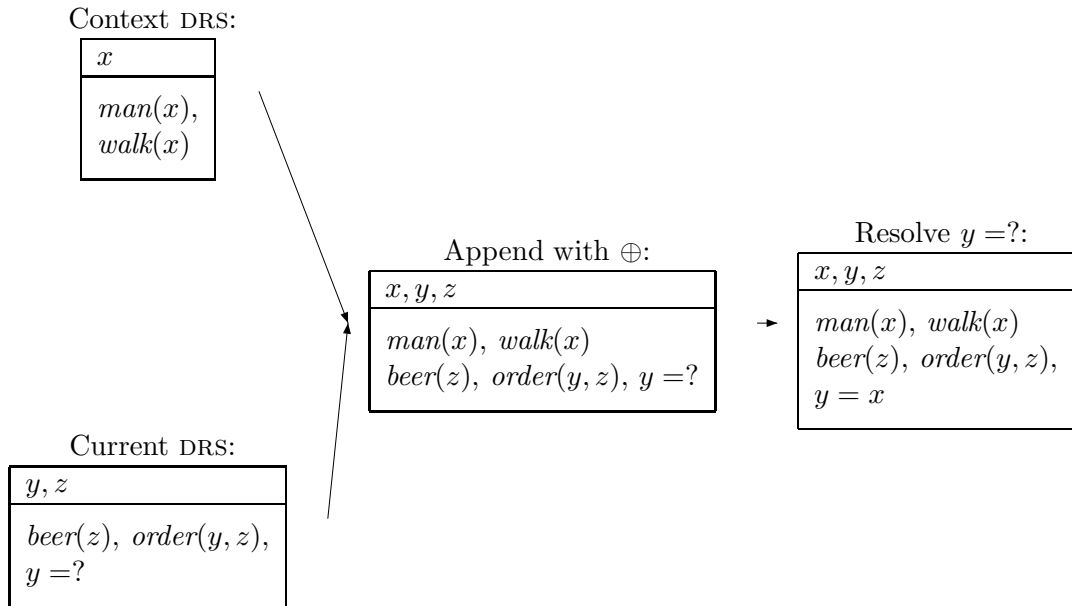 Context DRS:
x
man(x),
walk(x)
Current DRS:
y, z
beer(z), order(y, z),
y =?
Append with ⊕:
x, y, z
man(x), walk(x)
beer(z), order(y, z), y =?
Resolve y =?:
x, y, z
man(x), walk(x)
beer(z), order(y, z),
y = x